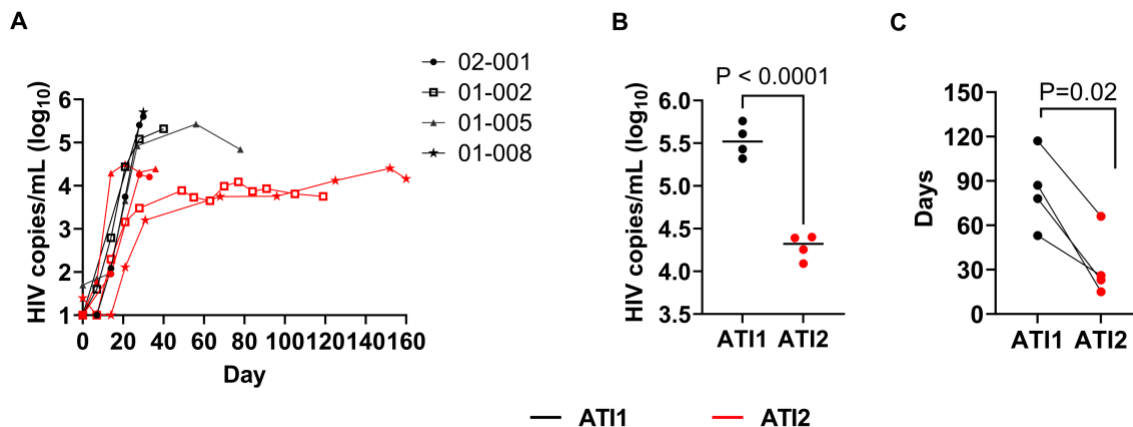 A
HIV copies/mL (log10)
6
5
4
3
2
1
0 20 40 60 80 100 120 140 160
Day
02-001
01-002
01-005
01-008
B
P < 0.0001
HIV copies/mL (log10)
6.0
5.5
5.0
4.5
4.0
3.5
ATI1 ATI2
C
P=0.02
Days
150
120
90
60
30
0
ATI1 ATI2
ATI1 ATI2